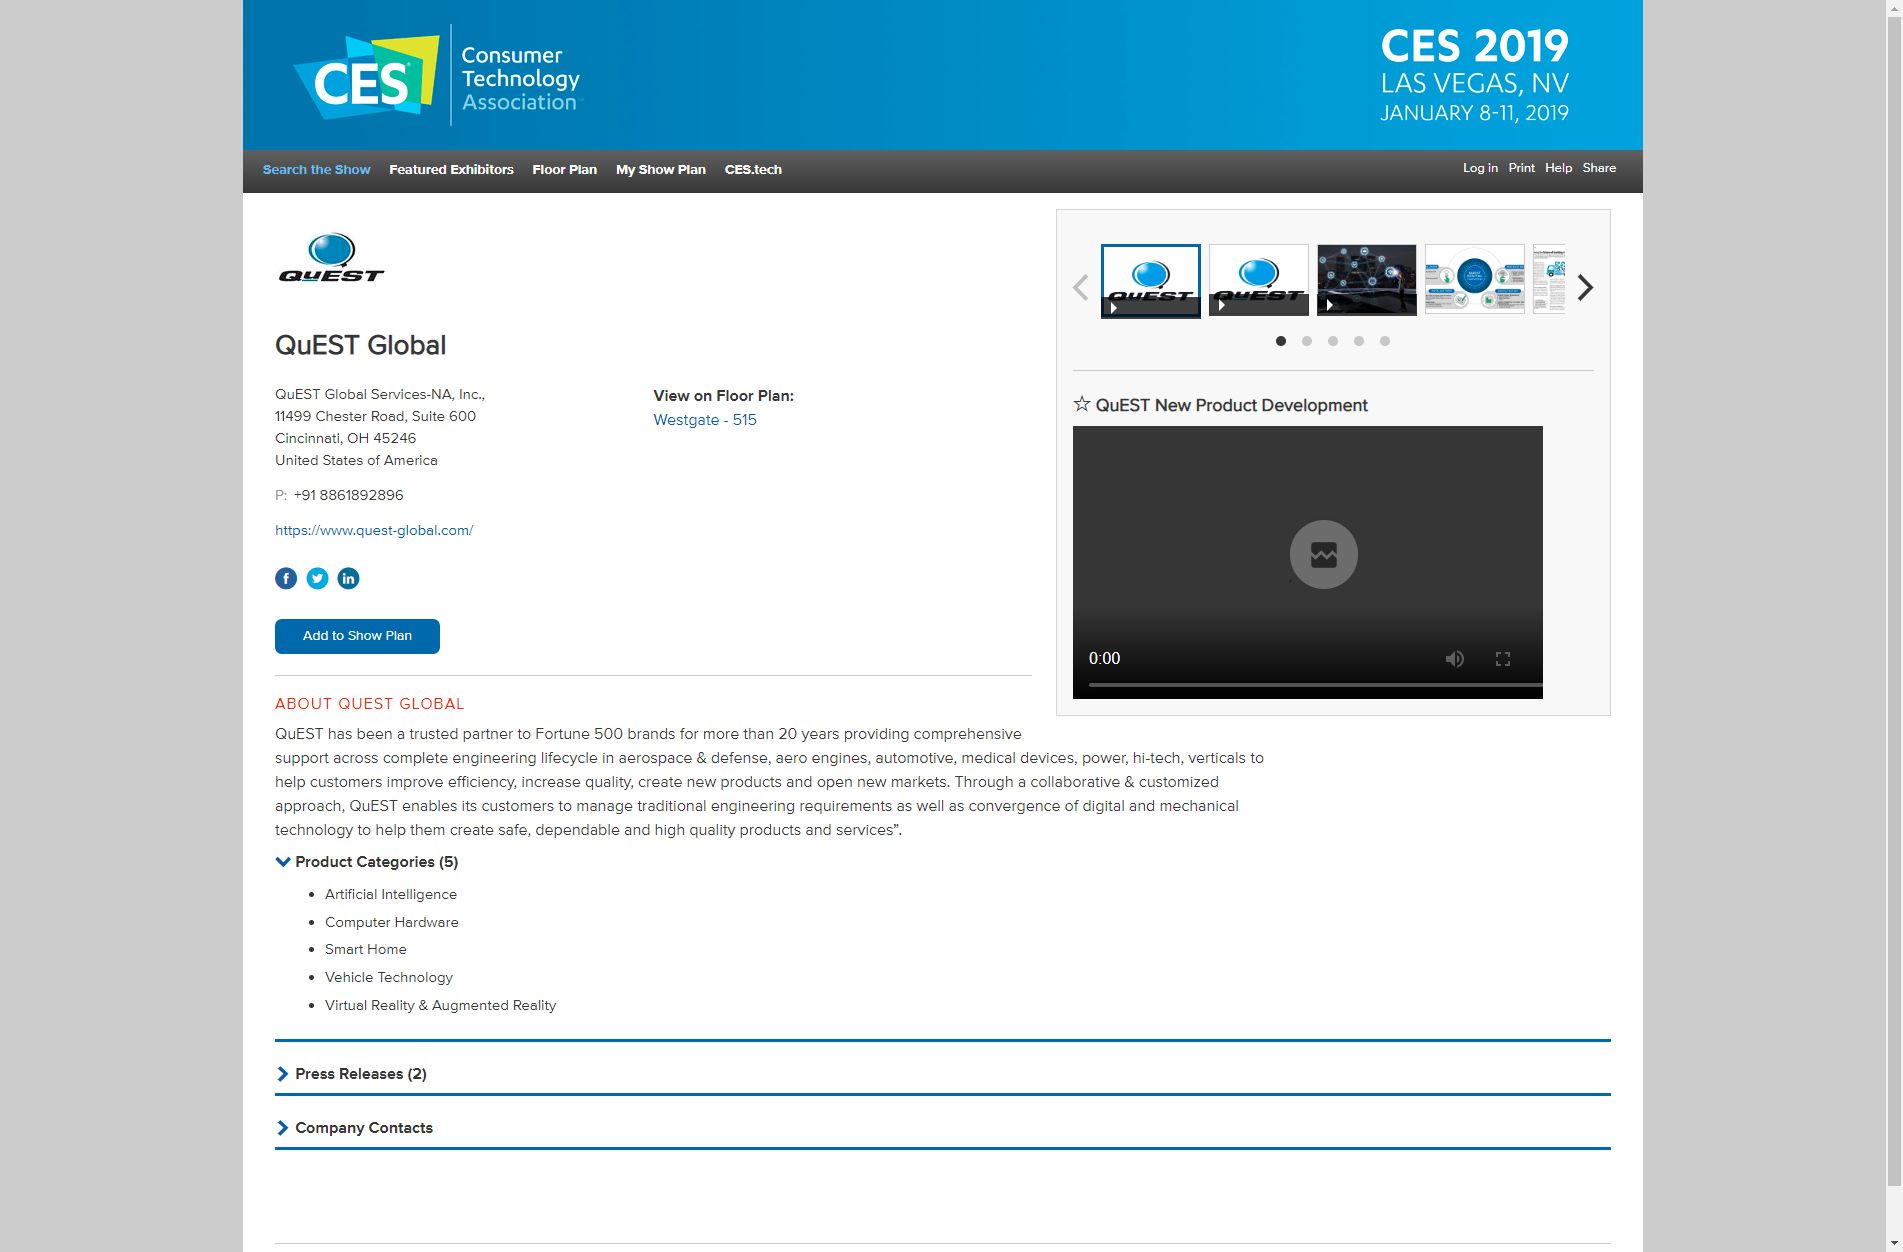 CES
Consumer
Technology
Association
CES 2019
LAS VEGAS, NV
JANUARY 8-11, 2019
Search the Show Featured Exhibitors Floor Plan My Show Plan CES.tech
Log in Print Help Share
QuEST
QuEST Global
QuEST Global Services-NA, Inc.,
11499 Chester Road, Suite 600
Cincinnati, OH 45246
United States of America
P: +91 8861892896
https://www.quest-global.com/
View on Floor Plan:
Westgate - 515
Add to Show Plan
QuEST
QuEST
☆ QuEST New Product Development
0:00
ABOUT QUEST GLOBAL
QuEST has been a trusted partner to Fortune 500 brands for more than 20 years providing comprehensive
support across complete engineering lifecycle in aerospace & defense, aero engines, automotive, medical devices, power, hi-tech, verticals to
help customers improve efficiency, increase quality, create new products and open new markets. Through a collaborative & customized
approach, QuEST enables its customers to manage traditional engineering requirements as well as convergence of digital and mechanical
technology to help them create safe, dependable and high quality products and services”.
Product Categories (5)
• Artificial Intelligence
• Computer Hardware
• Smart Home
• Vehicle Technology
• Virtual Reality & Augmented Reality
Press Releases (2)
Company Contacts